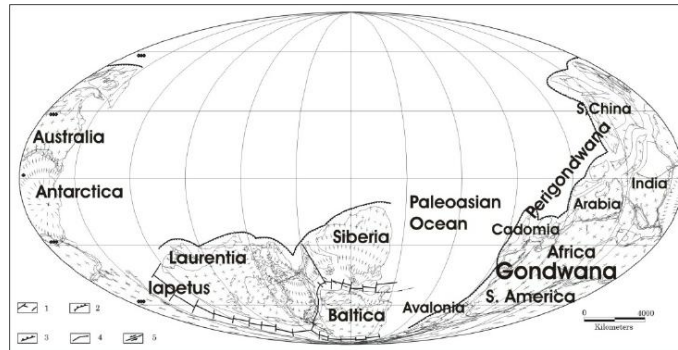 S. China
Australia
Perigondwana
Antarctica
India
Paleoasian
Ocean
Arabia
Siberia
Cadomia
Laurentia
Africa
Gondwana
Iapetus
S. America
Avalonia
Baltica
1
2
3
4
5
0
4000
Kilometers